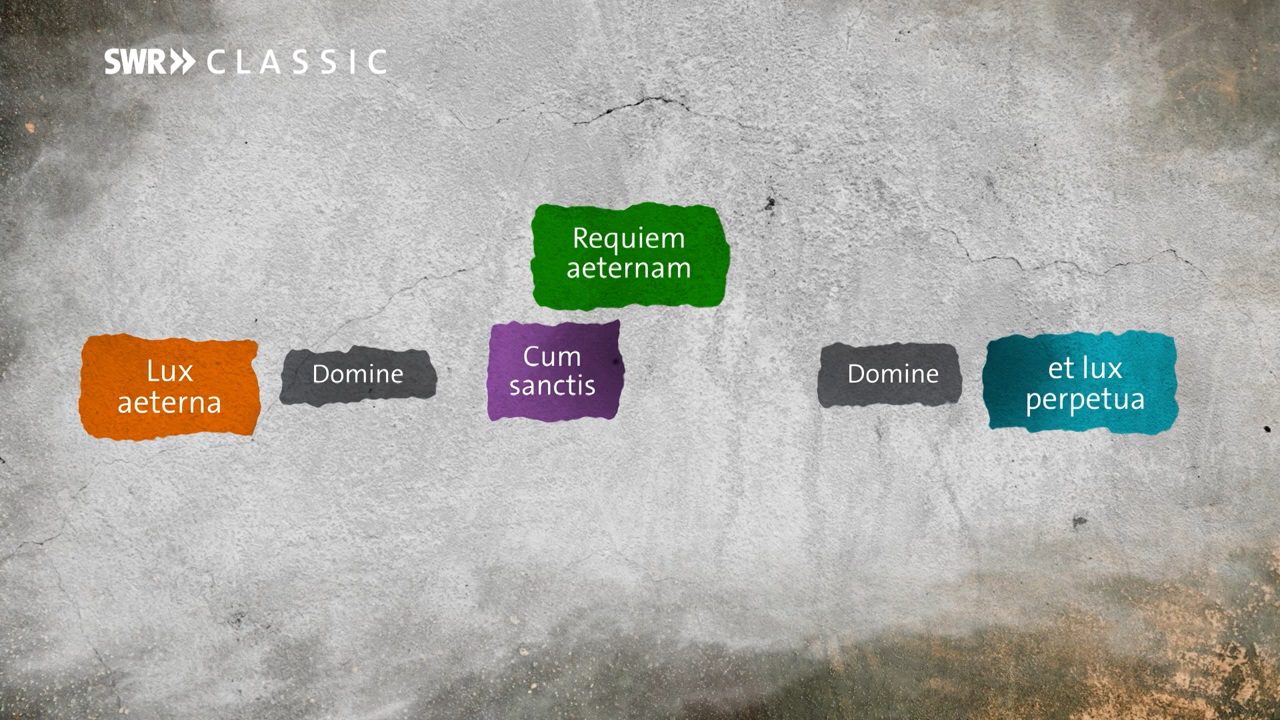 SWR» CLASSIC
Requiem
aeternam
Lux
aeterna
Domine
Cum
sanctis
Domine
et lux
perpetua